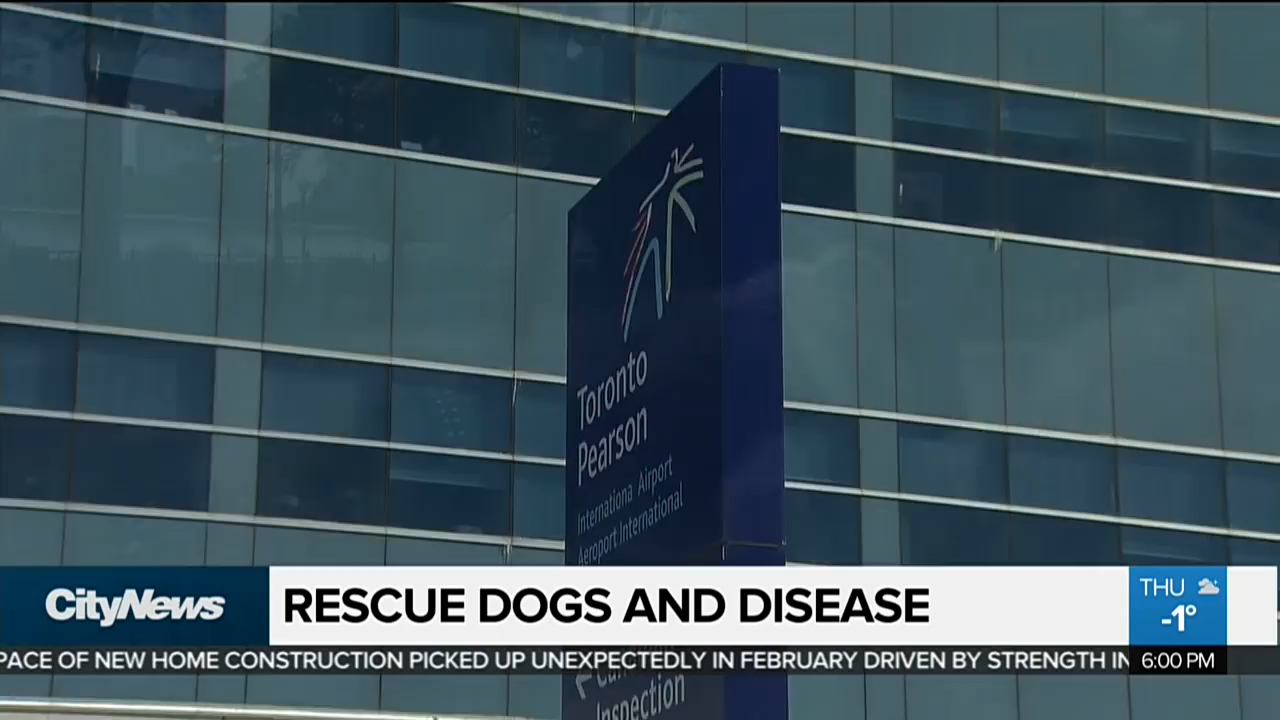 Toronto
Pearson
Internationa Airport
Aeroport International
CityNews
RESCUE DOGS AND DISEASE
THU
-1°
PACE OF NEW HOME CONSTRUCTION PICKED UP UNEXPECTEDLY IN FEBRUARY DRIVEN BY STRENGTH IN
6:00 PM
Inspection